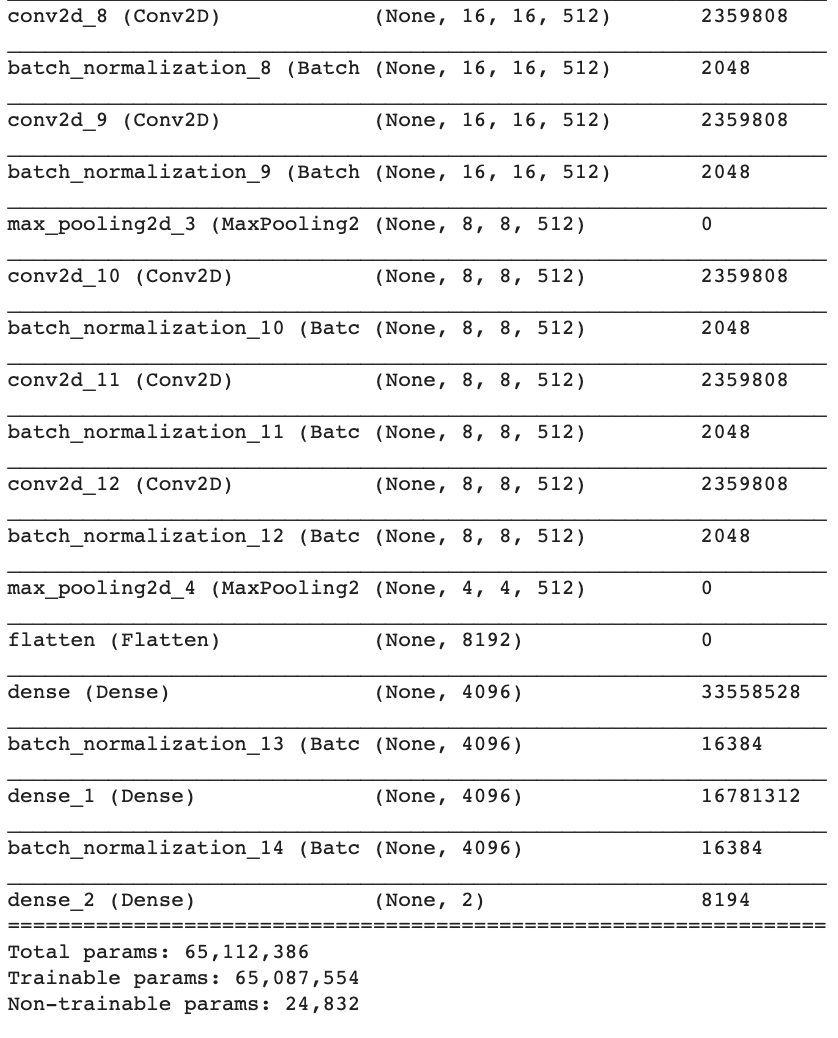 conv2d_8 (Conv2D) (None, 16, 16, 512) 2359808
batch_normalization_8 (Batch (None, 16, 16, 512) 2048
conv2d_9 (Conv2D) (None, 16, 16, 512) 2359808
batch_normalization_9 (Batch (None, 16, 16, 512) 2048
max_pooling2d_3 (MaxPooling2 (None, 8, 8, 512) 0
conv2d_10 (Conv2D) (None, 8, 8, 512) 2359808
batch_normalization_10 (Batc (None, 8, 8, 512) 2048
conv2d_11 (Conv2D) (None, 8, 8, 512) 2359808
batch_normalization_11 (Batc (None, 8, 8, 512) 2048
conv2d_12 (Conv2D) (None, 8, 8, 512) 2359808
batch_normalization_12 (Batc (None, 8, 8, 512) 2048
max_pooling2d_4 (MaxPooling2 (None, 4, 4, 512) 0
flatten (Flatten) (None, 8192) 0
dense (Dense) (None, 4096) 33558528
batch_normalization_13 (Batc (None, 4096) 16384
dense_1 (Dense) (None, 4096) 16781312
batch_normalization_14 (Batc (None, 4096) 16384
dense_2 (Dense) (None, 2) 8194
=================================================================
Total params: 65,112,386
Trainable params: 65,087,554
Non-trainable params: 24,832